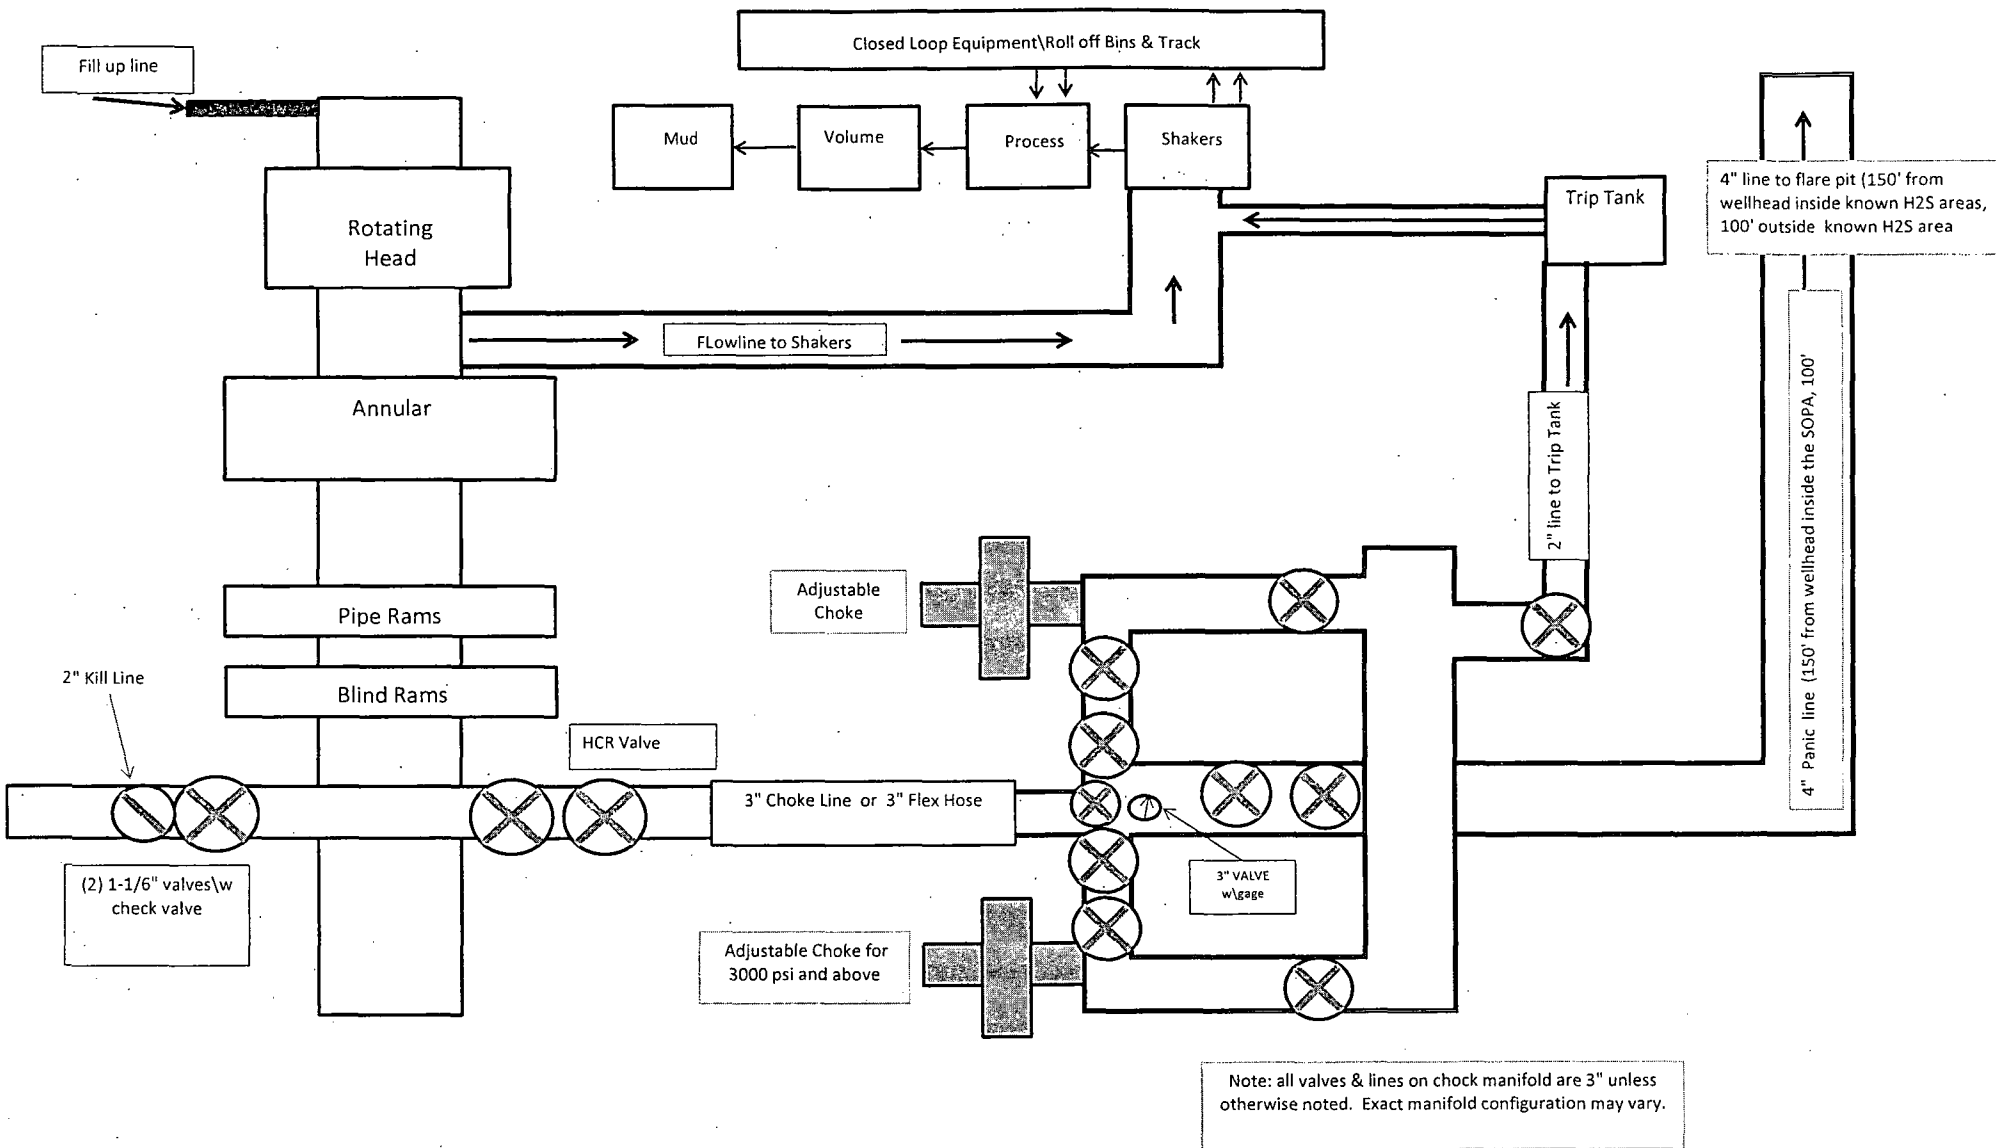 Closed Loop Equipment\Roll off Bins & Track
Fill up line
Mud
Volume
Process
Shakers
Trip Tank
4" line to flare pit (150' from
wellhead inside known H2S areas,
100' outside known H2S area
Rotating
Head
FLowline to Shakers
Annular
2" line to Trip Tank
4" Panic line (150' from wellhead inside the SOPA, 100'
Adjustable
Choke
Pipe Rams
Blind Rams
2" Kill Line
HCR Valve
3" Choke Line or 3" Flex Hose
(2) 1-1/6" valves\w
check valve
3" VALVE
w\gage
Adjustable Choke for
3000 psi and above
Note: all valves & lines on chock manifold are 3" unless
otherwise noted. Exact manifold configuration may vary.